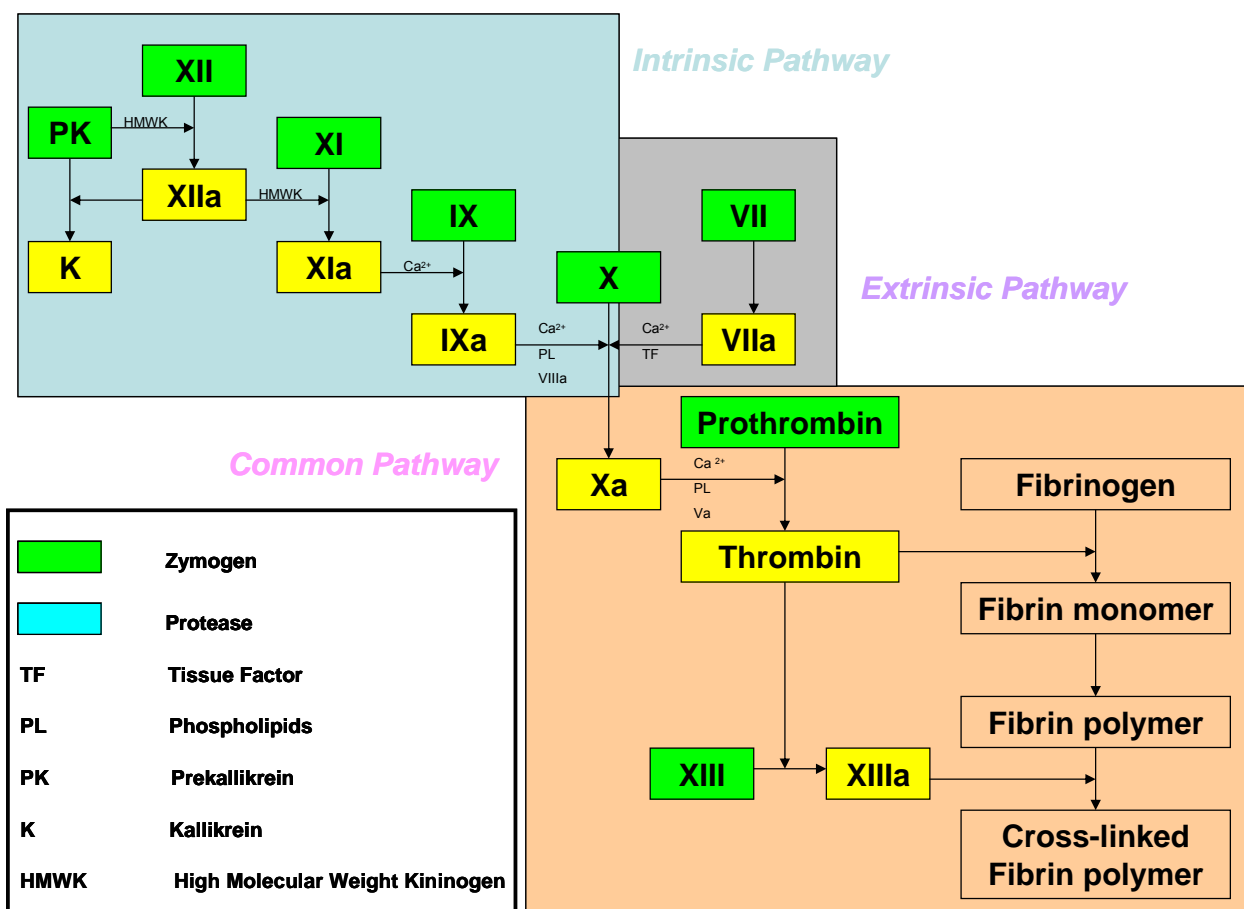 Intrinsic Pathway
XII
PK
HMWK
XI
XIIa
HMWK
IX
VII
K
XIa
Ca²⁺
X
Extrinsic Pathway
IXa
Ca²⁺
PL
VIIIa
Ca²⁺
TF
VIIa
Common Pathway
Prothrombin
Xa
Ca ²⁺
PL
Va
Fibrinogen
Thrombin
Fibrin monomer
Fibrin polymer
XIII
XIIIa
Cross-linked
Fibrin polymer
Zymogen
Protease
TF Tissue Factor
PL Phospholipids
PK Prekallikrein
K Kallikrein
HMWK High Molecular Weight Kininogen